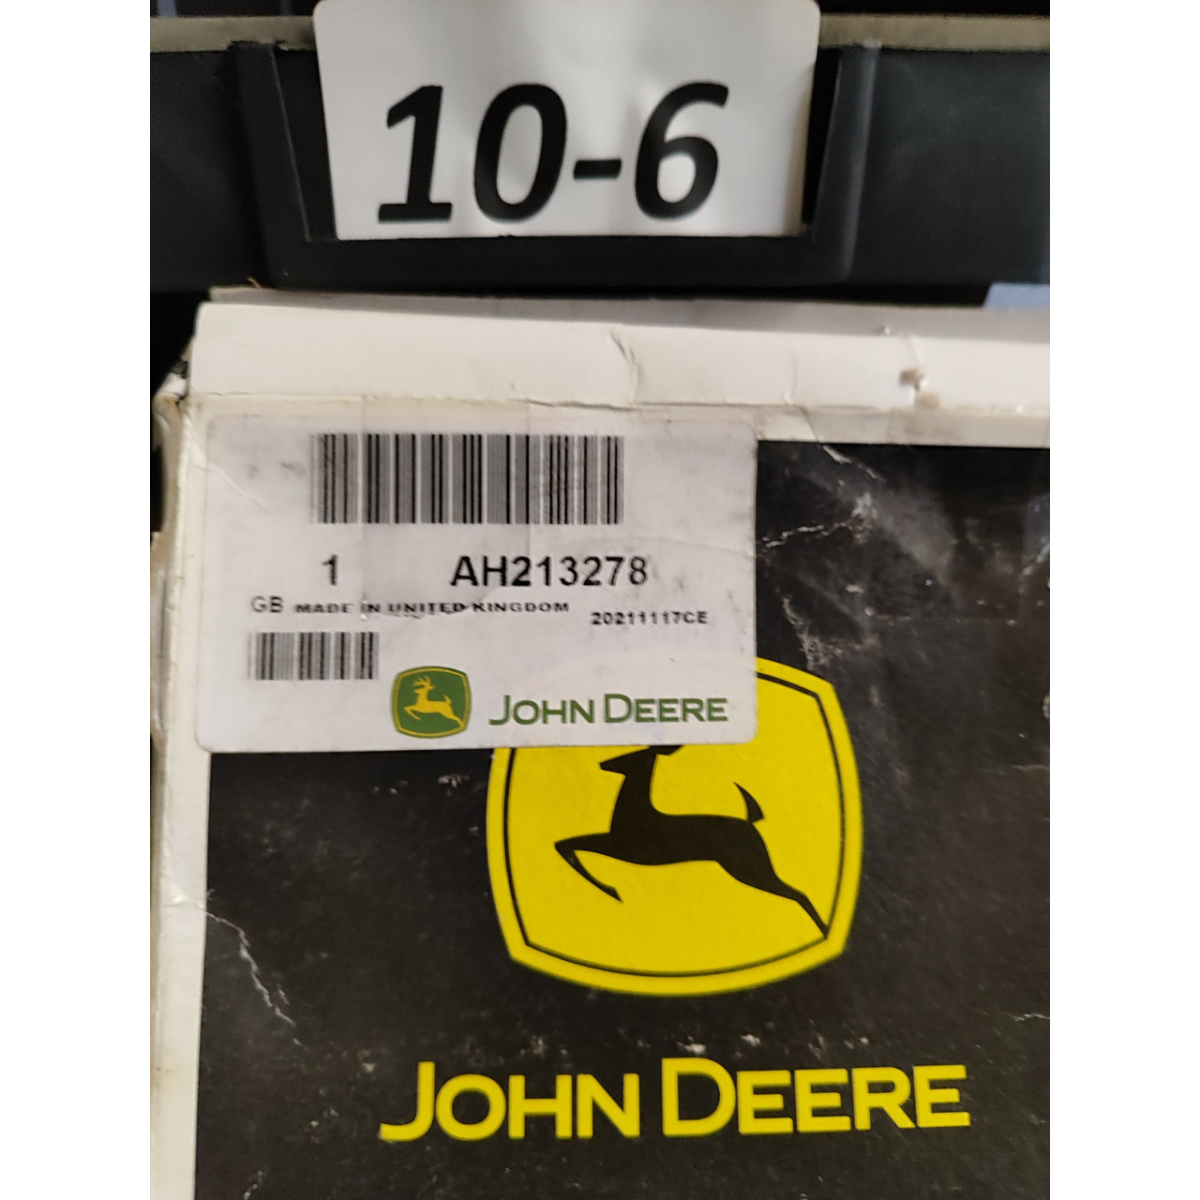 10-6
1 AH213278
GB MADE IN UNITED KINGDOM
20211117CE
JOHN DEERE
JOHN DEERE